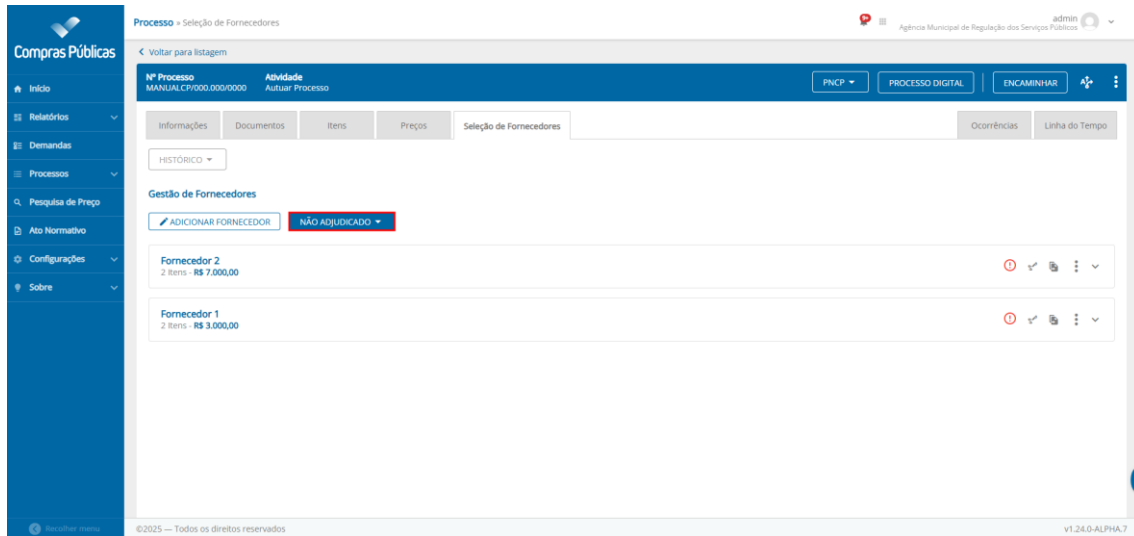 Compras Públicas
Início
Relatórios
Demandas
Processos
Pesquisa de Preço
Ato Normativo
Configurações
Sobre
Recolher menu
Processo » Seleção de Fornecedores
9+
admin
Agência Municipal de Regulação dos Serviços Públicos
Voltar para listagem
Nº Processo
MANUALCP/000.000/0000
Atividade
Autuar Processo
PNCP
PROCESSO DIGITAL
ENCAMINHAR
Informações
Documentos
Itens
Preços
Seleção de Fornecedores
Ocorrências
Linha do Tempo
HISTÓRICO
Gestão de Fornecedores
ADICIONAR FORNECEDOR
NÃO ADJUDICADO
Fornecedor 2
2 Itens - R$ 7.000,00
Fornecedor 1
2 Itens - R$ 3.000,00
©2025 — Todos os direitos reservados
v1.24.0-ALPHA.7